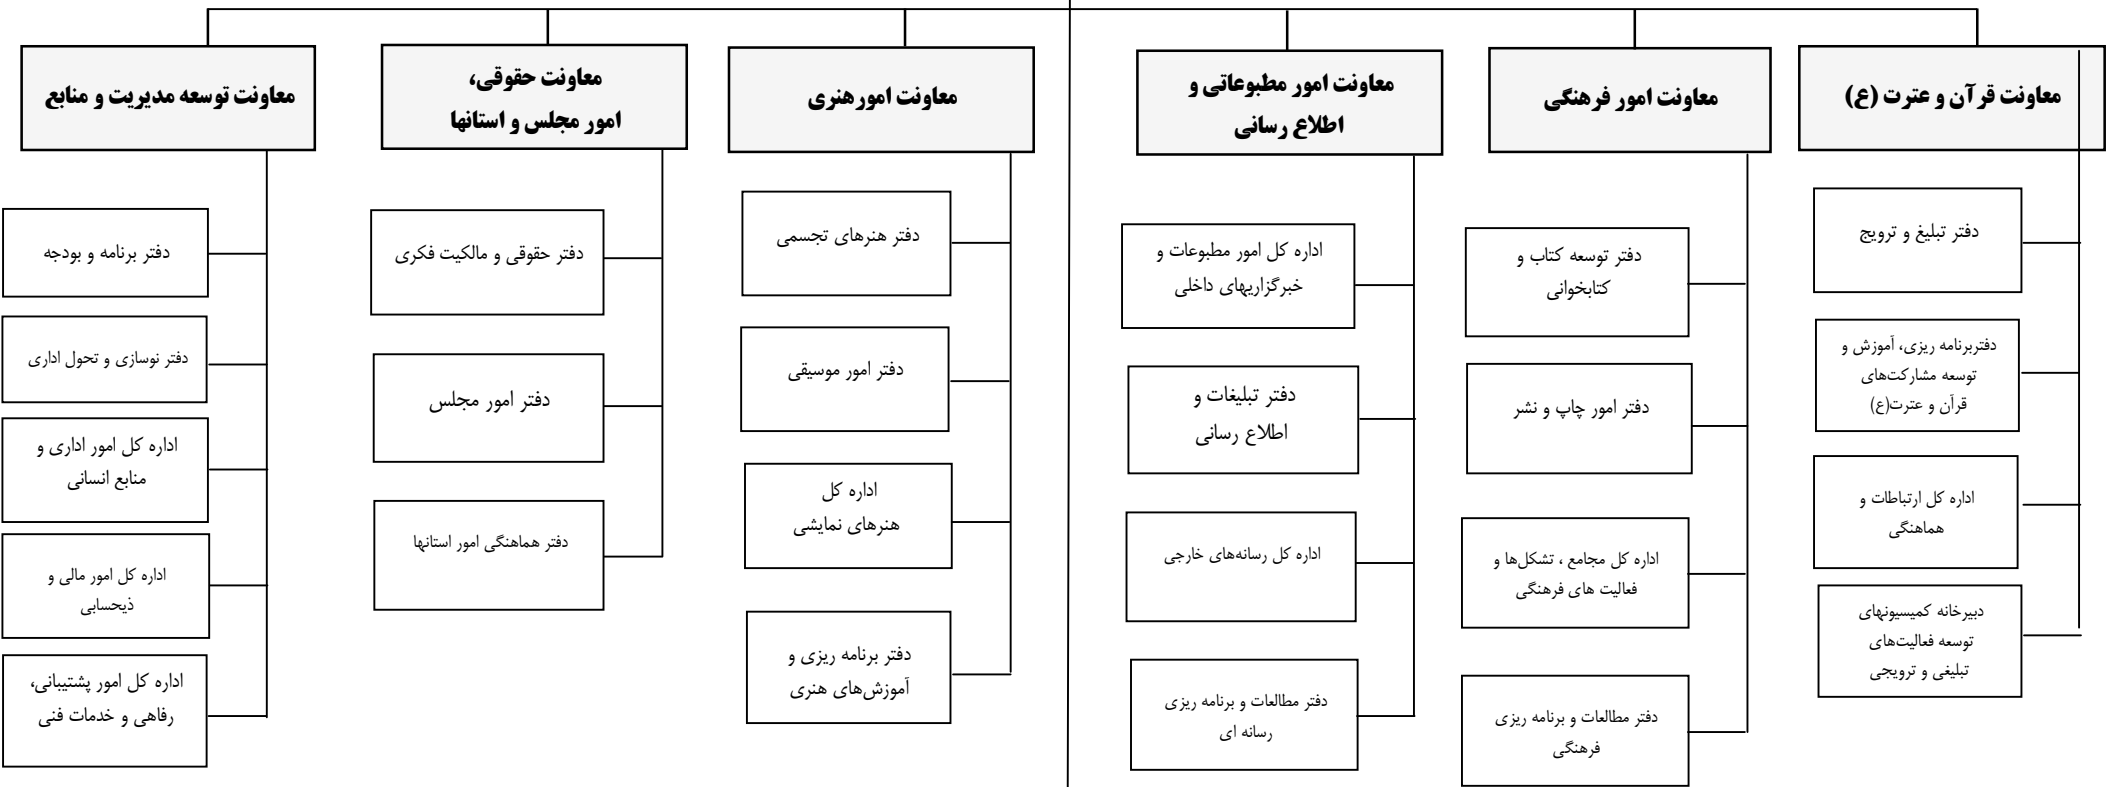 معاونت قرآن و عترت (ع)
دفتر تبلیغ و ترویج
دفتربرنامه ریزی، آموزش و
توسعه مشارکت‌های
قرآن و عترت(ع)
اداره کل ارتباطات و
هماهنگی
دبیرخانه کمیسیونهای
توسعه فعالیت‌های
تبلیغی و ترویجی
معاونت امور فرهنگی
دفتر توسعه کتاب و
کتابخوانی
دفتر امور چاپ و نشر
اداره کل مجامع ، تشکل‌ها و
فعالیت های فرهنگی
دفتر مطالعات و برنامه ریزی
فرهنگی
معاونت امور مطبوعاتی و
اطلاع رسانی
اداره کل امور مطبوعات و
خبرگزاریهای داخلی
دفتر تبلیغات و
اطلاع رسانی
اداره کل رسانه‌های خارجی
دفتر مطالعات و برنامه ریزی
رسانه ای
معاونت امورهنری
دفتر هنرهای تجسمی
دفتر امور موسیقی
اداره کل
هنرهای نمایشی
دفتر برنامه ریزی و
آموزش‌های هنری
معاونت حقوقی،
امور مجلس و استانها
دفتر حقوقی و مالکیت فکری
دفتر امور مجلس
دفتر هماهنگی امور استانها
معاونت توسعه مدیریت و منابع
دفتر برنامه و بودجه
دفتر نوسازی و تحول اداری
اداره کل امور اداری و
منابع انسانی
اداره کل امور مالی و
ذیحسابی
اداره کل امور پشتیبانی،
رفاهی و خدمات فنی